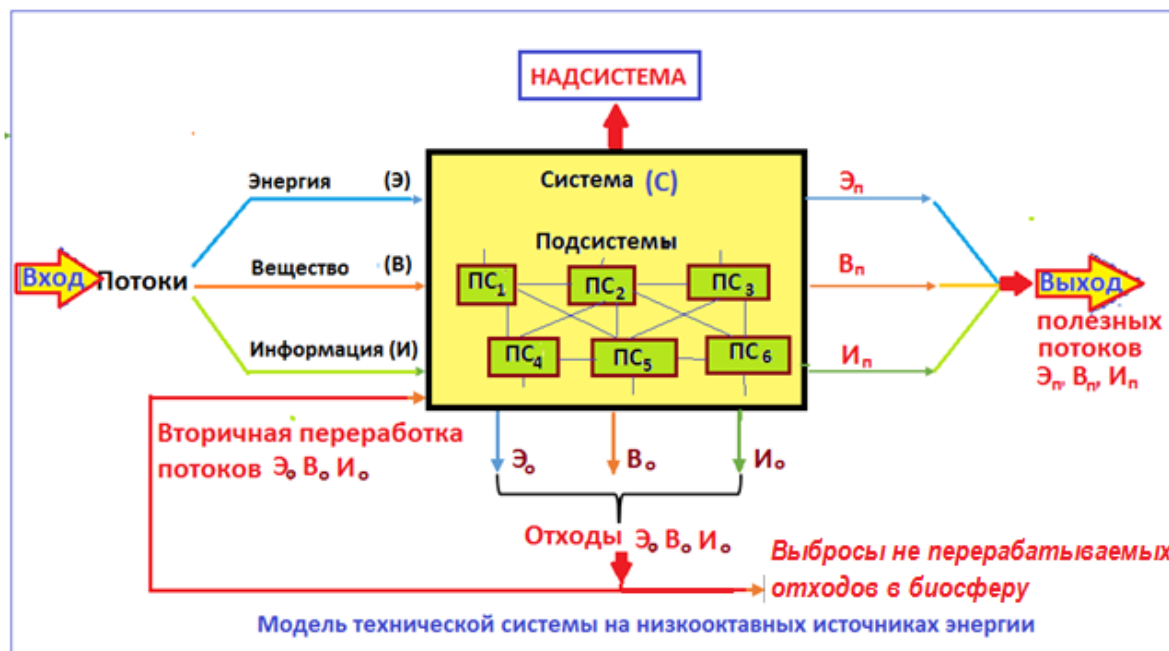 НАДСИСТЕМА
Система (С)
Энергия (Э)
Эп
Подсистемы
Вход Потоки
Вещество (В)
ПС1 ПС2 ПС3
Вп
Выход
полезных
потоков
Эп, Вп, Ип
Информация (И)
ПС4 ПС5 ПС6
Ип
Вторичная переработка
потоков Эо Во Ио
Эо Во Ио
Отходы Эо Во Ио
Выбросы не перерабатываемых
отходов в биосферу
Модель технической системы на низкооктавных источниках энергии